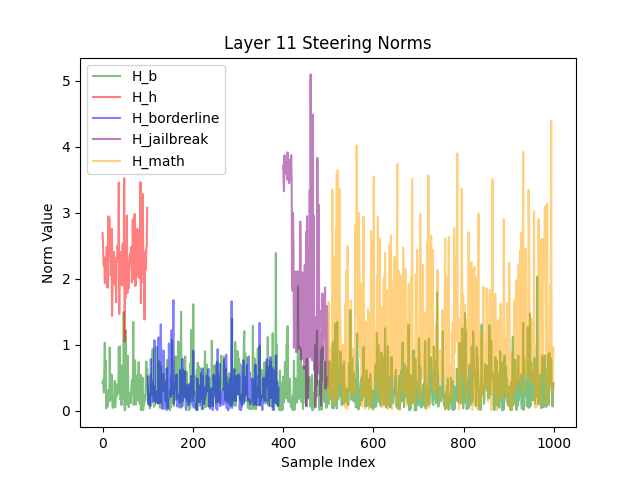 Layer 11 Steering Norms
H_b
H_h
H_borderline
H_jailbreak
H_math
Norm Value
5
4
3
2
1
0
0
200
400
600
800
1000
Sample Index